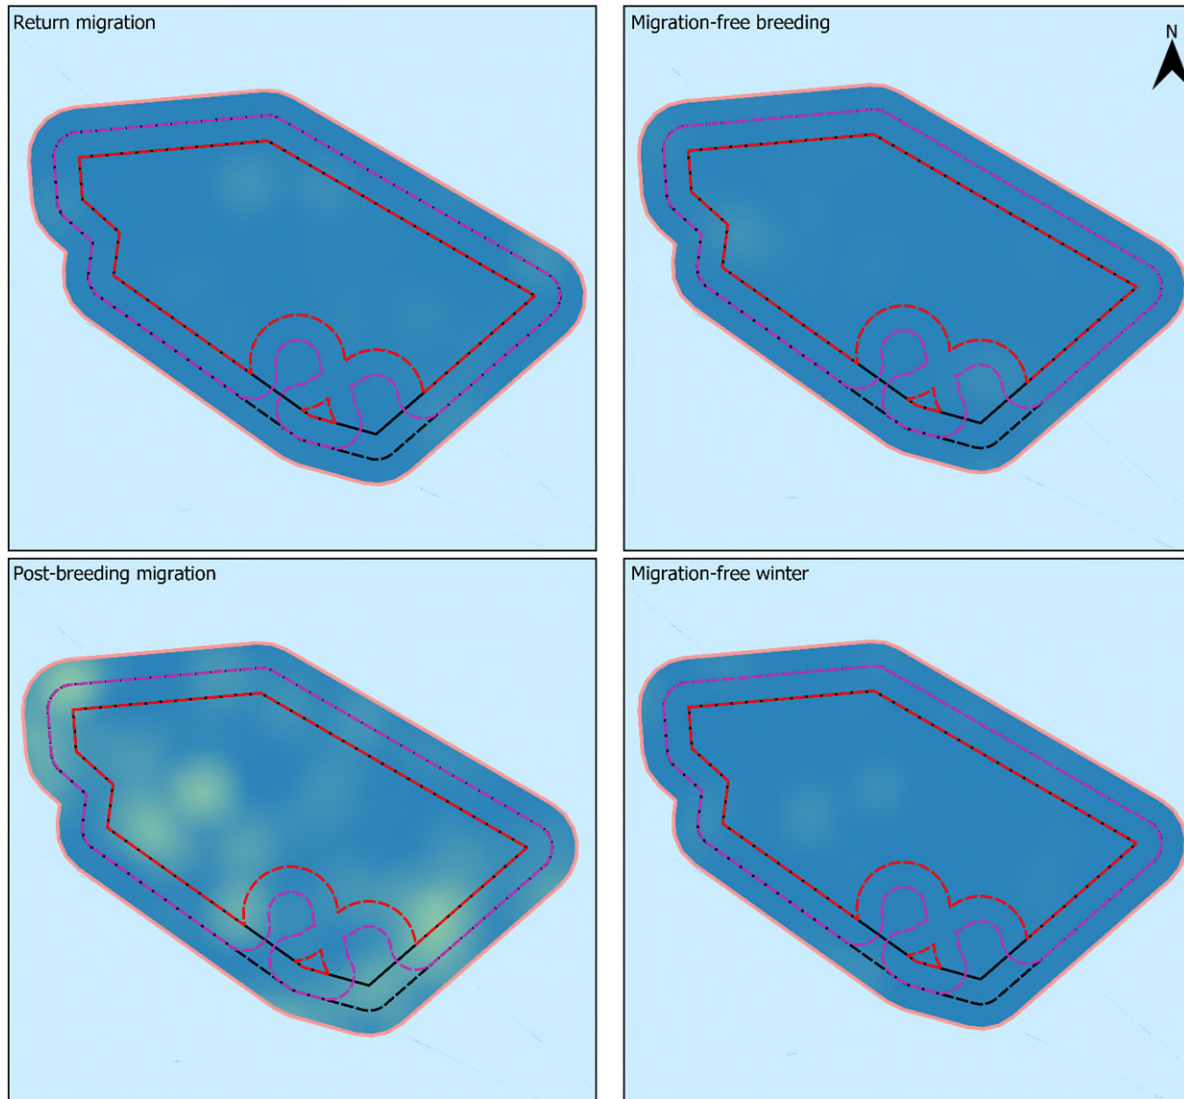 Return migration
Migration-free breeding
N
Post-breeding migration
Migration-free winter